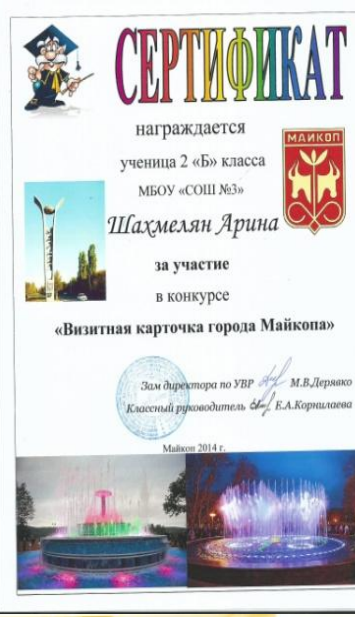 СЕРТИФИКАТ
награждается
МАЙКОП
ученица 2 «Б» класса
МБОУ «СОШ №3»
Шахмелян Арина
за участие
в конкурсе
«Визитная карточка города Майкопа»
Зам директора по УВР М.В.Дерявко
Классный руководитель Е.А.Корнилаева
Майкоп 2014 г.